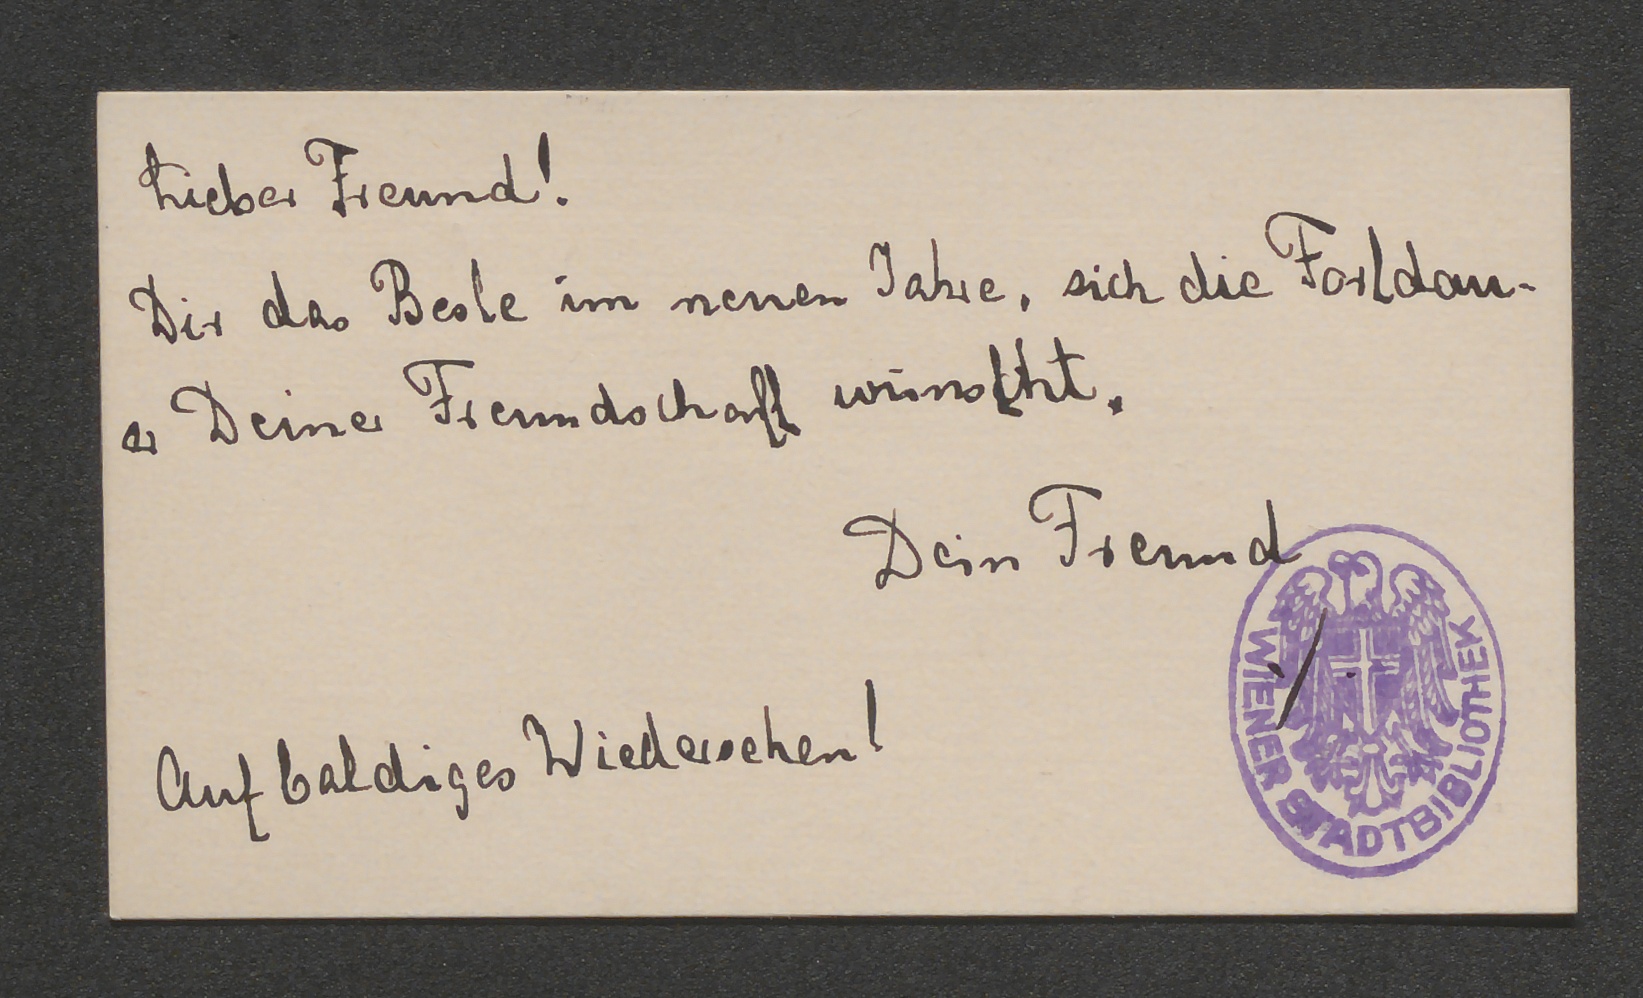 Lieber Freund!
Dir das Beste im neuen Jahre, sich die Fortdau-
er Deiner Freundschaft wünscht.
Dein Freund
./.
Auf baldiges Wiedersehen!
WIENER STADTBIBLIOTHEK